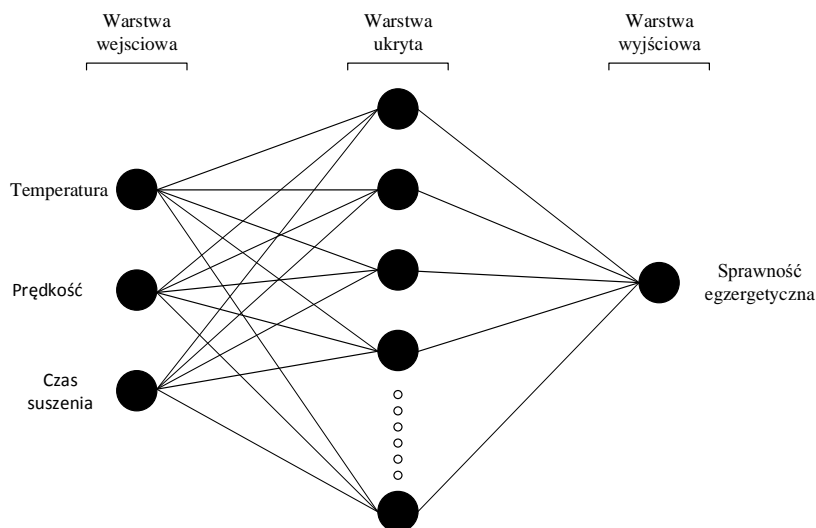 Warstwa
wejsciowa
Warstwa
ukryta
Warstwa
wyjściowa
Temperatura
Prędkość
Czas
suszenia
Sprawność
egzergetyczna